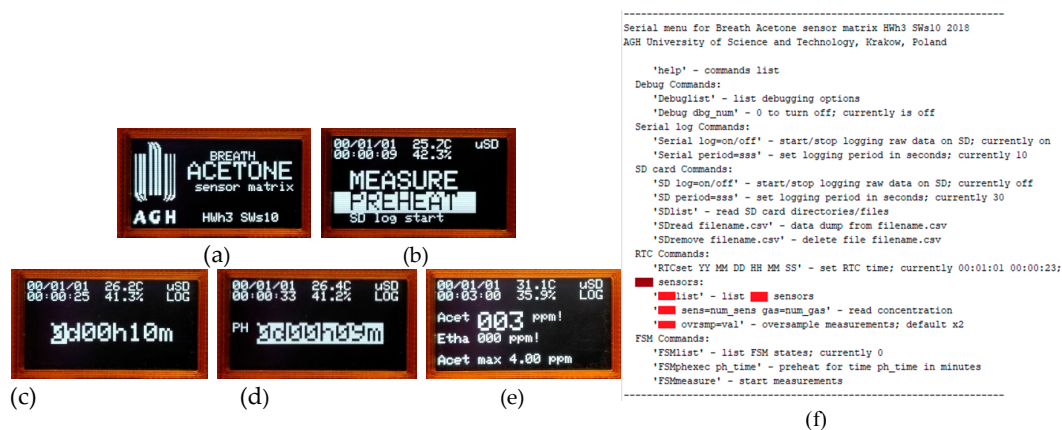 BREATH
ACETONE
sensor matrix
AGH HWh3 SWs10
(a)
00/01/01 25.7C uSD
00:00:09 42.3%
MEASURE
PREHEAT
SD log start
(b)
00/01/01 26.2C uSD
00:00:25 41.3% LOG
0d00h10m
(c)
00/01/01 26.4C uSD
00:00:33 41.2% LOG
PH 0d00h09m
(d)
00/01/01 31.1C uSD
00:03:00 35.9% LOG
Acet 003 ppm!
Etha 000 ppm!
Acet max 4.00 ppm
(e)
--------------------------------------------------------------
Serial menu for Breath Acetone sensor matrix HWh3 SWs10 2018
AGH University of Science and Technology, Krakow, Poland
'help' - commands list
Debug Commands:
'Debuglist' - list debugging options
'Debug dbg_num' - 0 to turn off; currently is off
Serial log Commands:
'Serial log=on/off' - start/stop logging raw data on SD; currently on
'Serial period=sss' - set logging period in seconds; currently 10
SD card Commands:
'SD log=on/off' - start/stop logging raw data on SD; currently off
'SD period=sss' - set logging period in seconds; currently 30
'SDlist' - read SD card directories/files
'SDread filename.csv' - data dump from filename.csv
'SDremove filename.csv' - delete file filename.csv
RTC Commands:
'RTCset YY MM DD HH MM SS' - set RTC time; currently 00:01:01 00:00:23;
sensors:
' list' - list sensors
' sens=num_sens gas=num_gas' - read concentration
' ovrsmp=val' - oversample measurements; default x2
FSM Commands:
'FSMlist' - list FSM states; currently 0
'FSMphexec ph_time' - preheat for time ph_time in minutes
'FSMmeasure' - start measurements
--------------------------------------------------------------
(f)